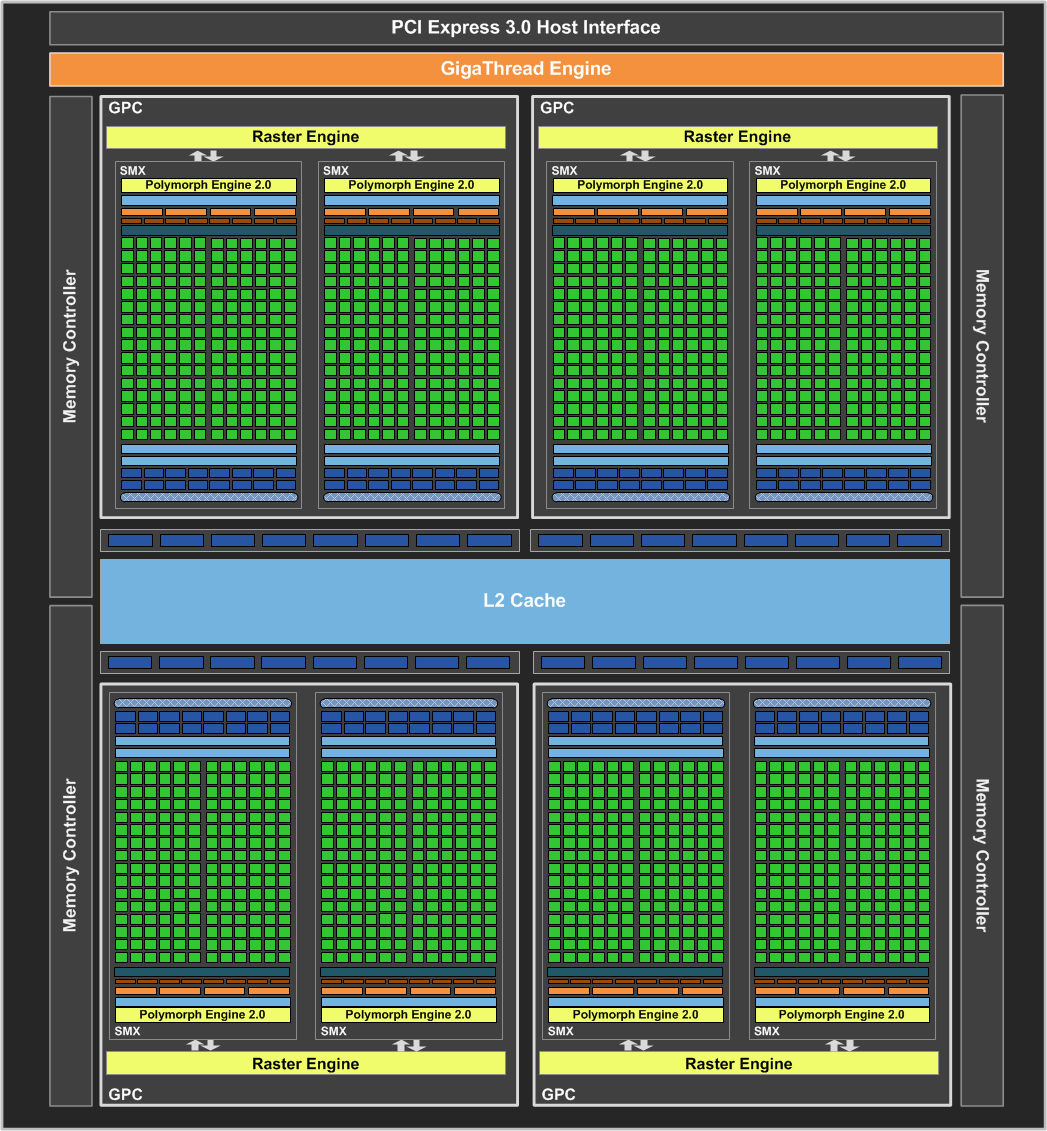 PCI Express 3.0 Host Interface
GigaThread Engine
Memory Controller
GPC
Raster Engine
SMX
Polymorph Engine 2.0
SMX
Polymorph Engine 2.0
GPC
Raster Engine
SMX
Polymorph Engine 2.0
SMX
Polymorph Engine 2.0
Memory Controller
L2 Cache
Memory Controller
Polymorph Engine 2.0
SMX
Polymorph Engine 2.0
SMX
Raster Engine
GPC
Polymorph Engine 2.0
SMX
Polymorph Engine 2.0
SMX
Raster Engine
GPC
Memory Controller